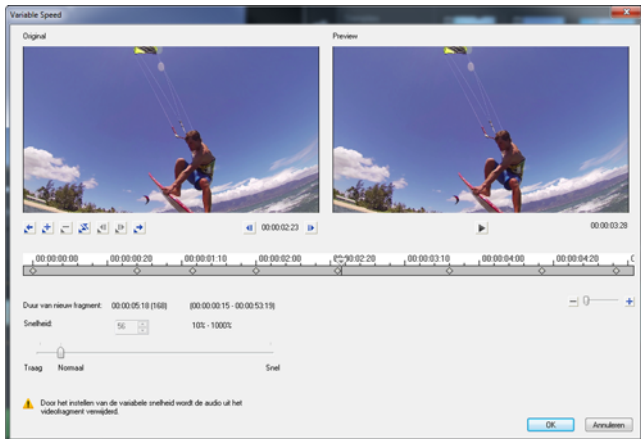 Variable Speed
Original Preview
00:00:02:23 00:00:03:28
00:00:00:00 00:00:00:20 00:00:01:10 00:00:02:00 00:00:02:20 00:00:03:10 00:00:04:00 00:00:04:20
Duur van nieuw fragment: 00:00:05:18 (168) (00:00:00:15 - 00:00:53:19)
Snelheid: 56 10% - 1000%
Traag Normaal Snel
Door het instellen van de variabele snelheid wordt de audio uit het
videofragment verwijderd.
OK Annuleren